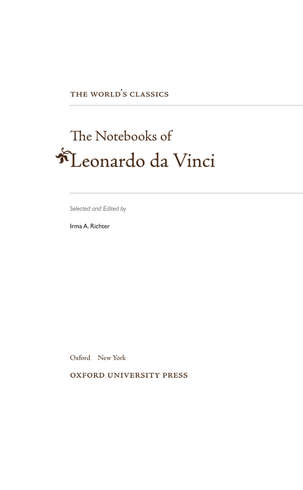 THE WORLD'S CLASSICS
The Notebooks of
Leonardo da Vinci
Selected and Edited by
Irma A. Richter
Oxford New York
OXFORD UNIVERSITY PRESS